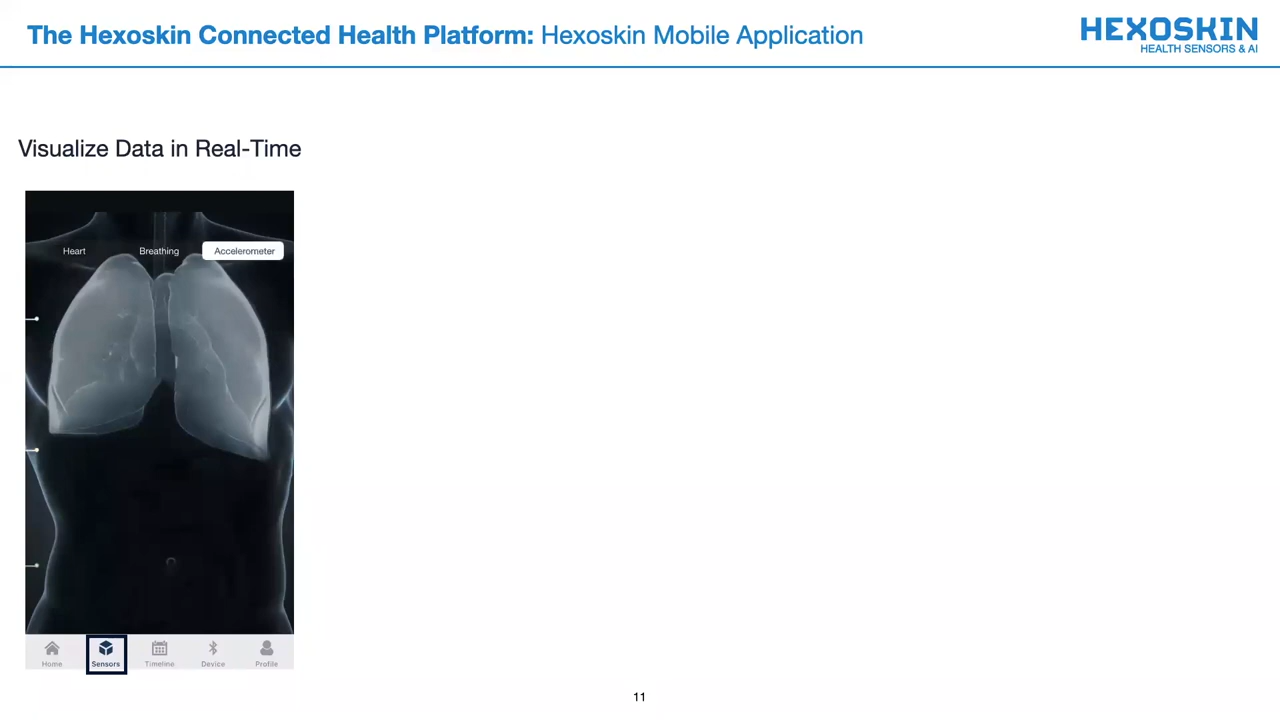 The Hexoskin Connected Health Platform: Hexoskin Mobile Application
HEXOSKIN
HEALTH SENSORS & AI
Visualize Data in Real-Time
Heart Breathing Accelerometer
Home Sensors Timeline Device Profile
11